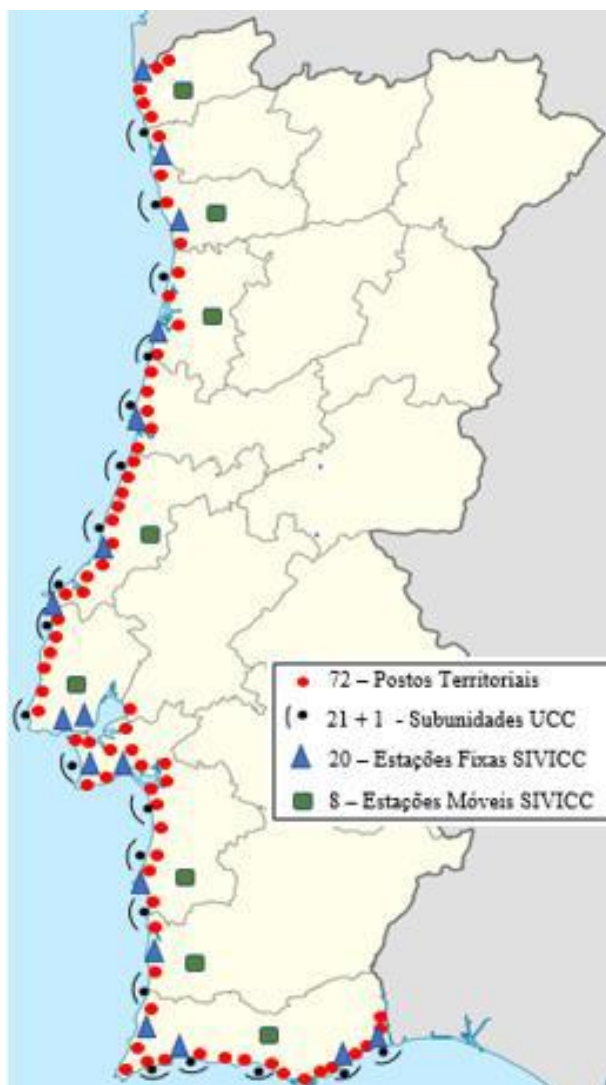 72 – Postos Territoriais
21 + 1 - Subunidades UCC
20 – Estações Fixas SIVICC
8 – Estações Móveis SIVICC